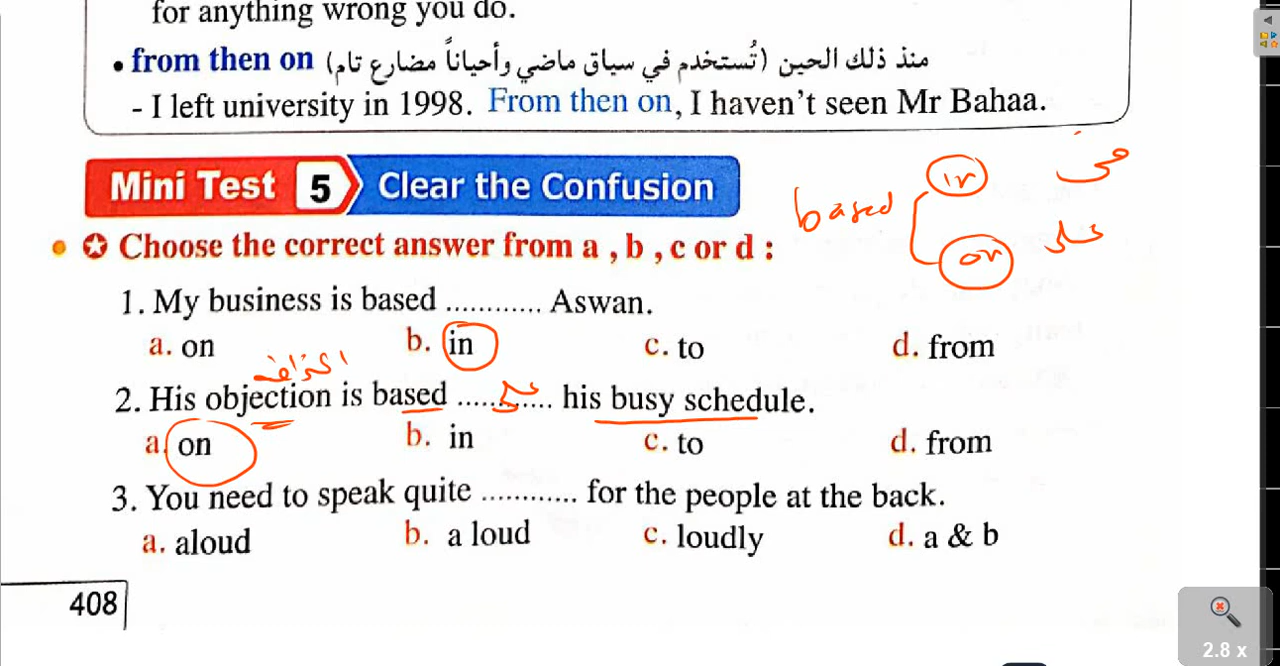 for anything wrong you do.
• from then on (تُستخدم في سياق ماضي وأحياناً مضارع تام) منذ ذلك الحين
- I left university in 1998. From then on, I haven't seen Mr Bahaa.
Mini Test 5 Clear the Confusion
based in في
on على
✪ Choose the correct answer from a , b , c or d :
1. My business is based ............ Aswan.
a. on b. in c. to d. from
2. His objection is based ............ his busy schedule.
a. on b. in c. to d. from
3. You need to speak quite ............ for the people at the back.
a. aloud b. a loud c. loudly d. a & b
408
2.8 x